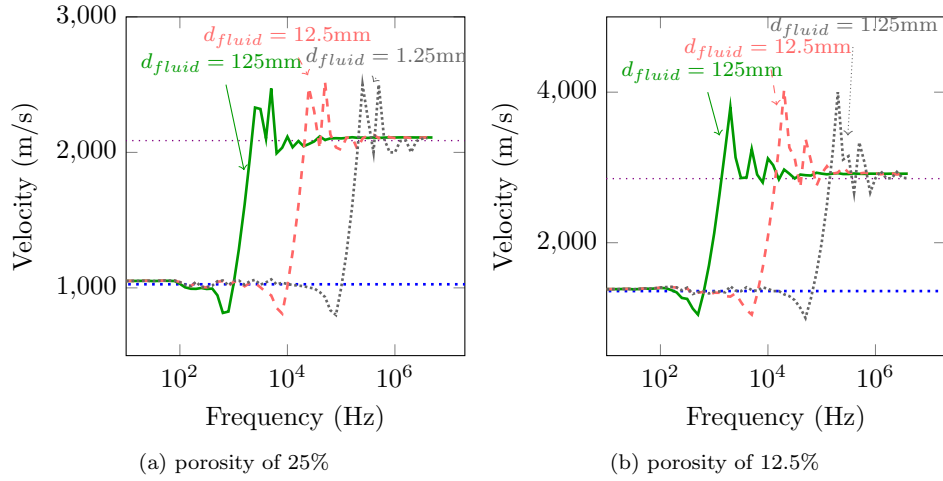 3,000
2,000
1,000
Velocity (m/s)
d_fluid = 12.5mm
d_fluid = 125mm
d_fluid = 1.25mm
10^2
10^4
10^6
Frequency (Hz)
(a) porosity of 25%
4,000
2,000
Velocity (m/s)
d_fluid = 1.25mm
d_fluid = 12.5mm
d_fluid = 125mm
10^2
10^4
10^6
Frequency (Hz)
(b) porosity of 12.5%